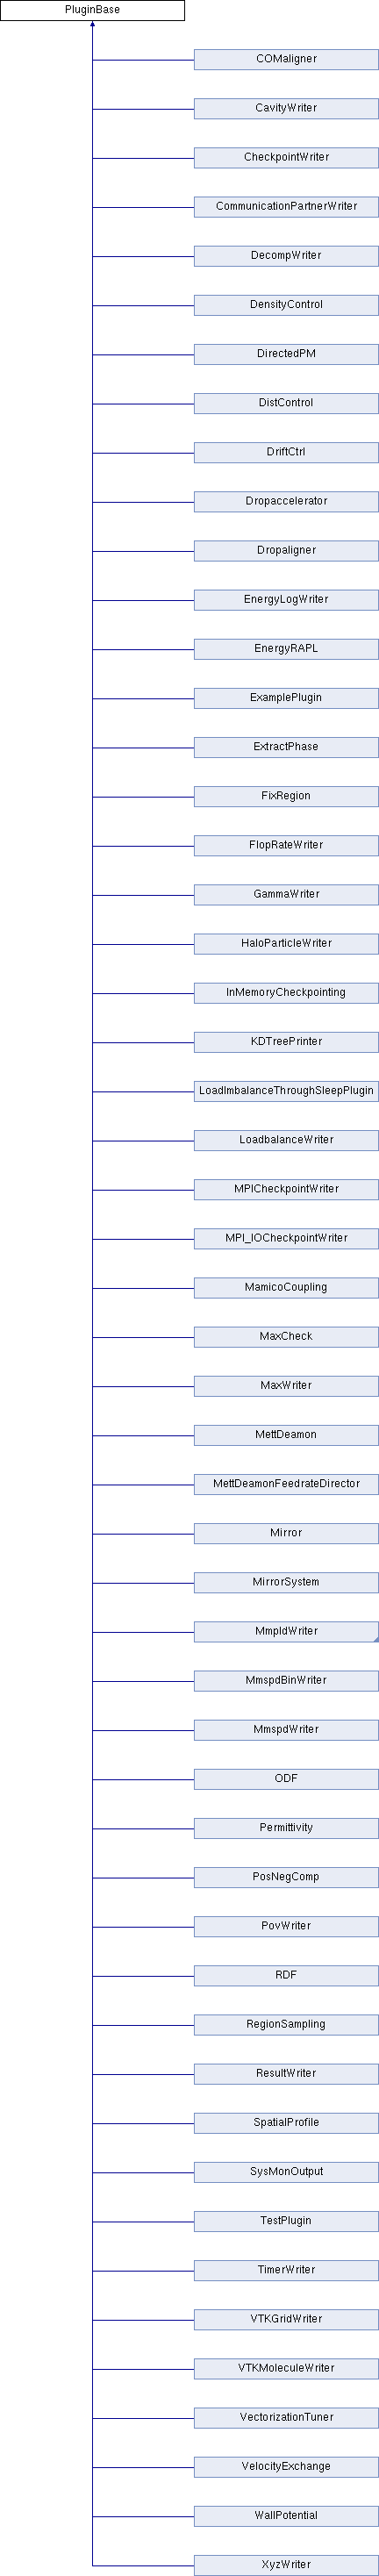 PluginBase
COMaligner
CavityWriter
CheckpointWriter
CommunicationPartnerWriter
DecompWriter
DensityControl
DirectedPM
DistControl
DriftCtrl
Dropaccelerator
Dropaligner
EnergyLogWriter
EnergyRAPL
ExamplePlugin
ExtractPhase
FixRegion
FlopRateWriter
GammaWriter
HaloParticleWriter
InMemoryCheckpointing
KDTreePrinter
LoadImbalanceThroughSleepPlugin
LoadbalanceWriter
MPICheckpointWriter
MPI_IOCheckpointWriter
MamicoCoupling
MaxCheck
MaxWriter
MettDeamon
MettDeamonFeedrateDirector
Mirror
MirrorSystem
MmpldWriter
MmspdBinWriter
MmspdWriter
ODF
Permittivity
PosNegComp
PovWriter
RDF
RegionSampling
ResultWriter
SpatialProfile
SysMonOutput
TestPlugin
TimerWriter
VTKGridWriter
VTKMoleculeWriter
VectorizationTuner
VelocityExchange
WallPotential
XyzWriter